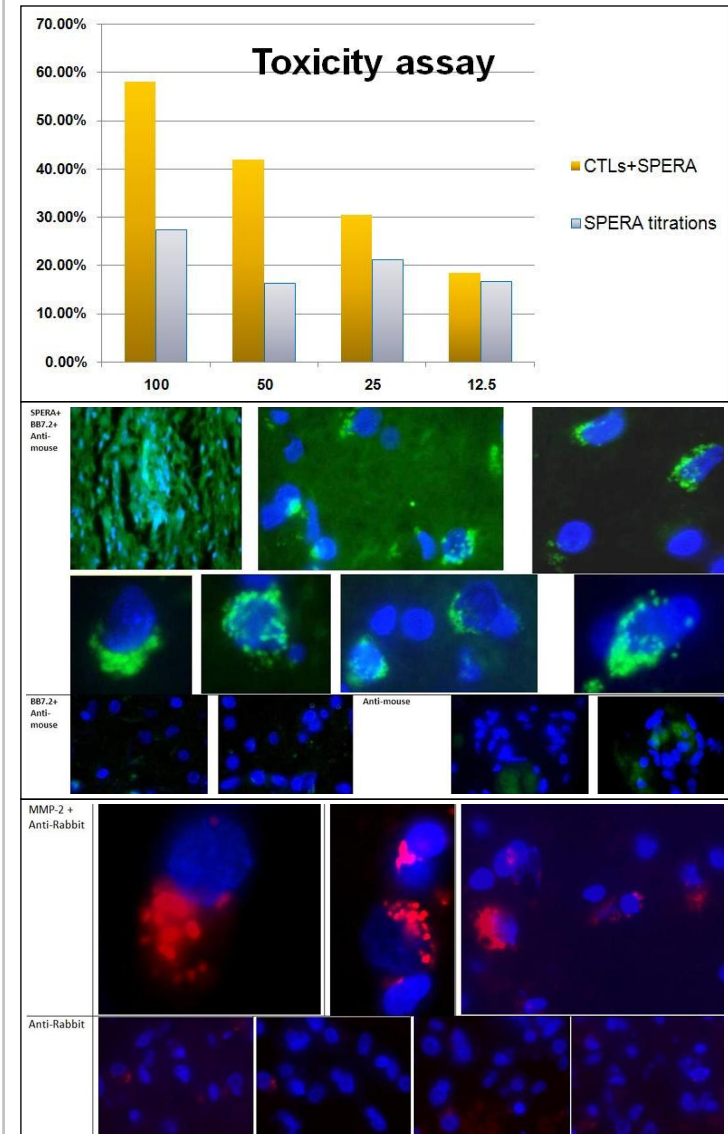 70.00%
Toxicity assay
60.00%
50.00%
40.00%
CTLs+SPERA
30.00%
SPERA titrations
20.00%
10.00%
0.00%
100 50 25 12.5
SPERA+
BB7.2+
Anti-
mouse
BB7.2+
Anti-
mouse
Anti-mouse
MMP-2 +
Anti-Rabbit
Anti-Rabbit